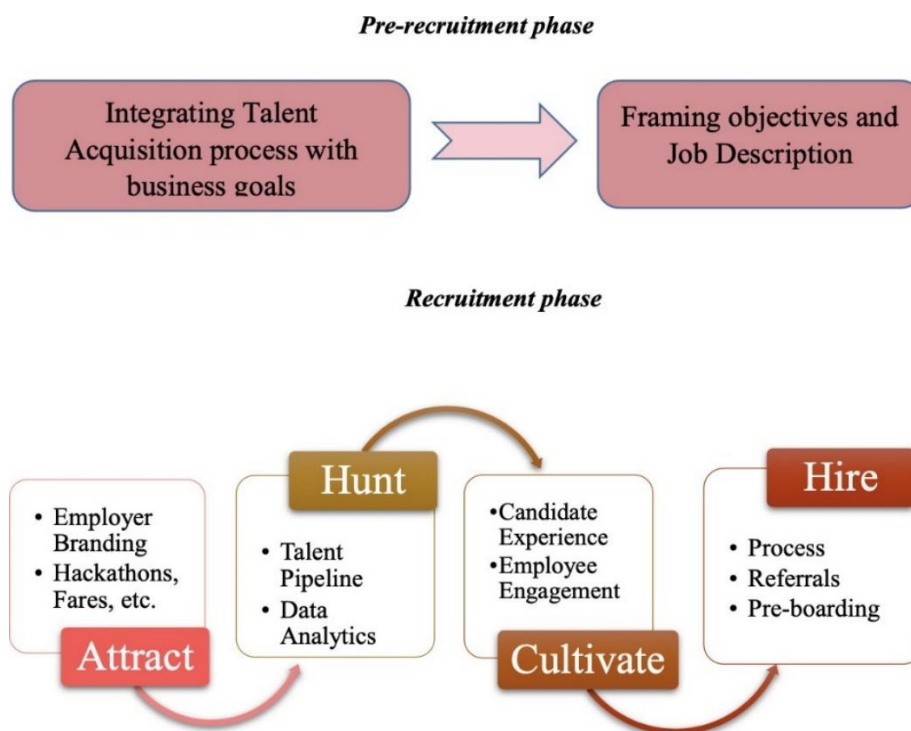 Pre-recruitment phase
Integrating Talent
Acquisition process with
business goals
Framing objectives and
Job Description
Recruitment phase
• Employer
Branding
• Hackathons,
Fares, etc.
Attract
Hunt
• Talent
Pipeline
• Data
Analytics
•Candidate
Experience
•Employee
Engagement
Cultivate
Hire
• Process
• Referrals
• Pre-boarding